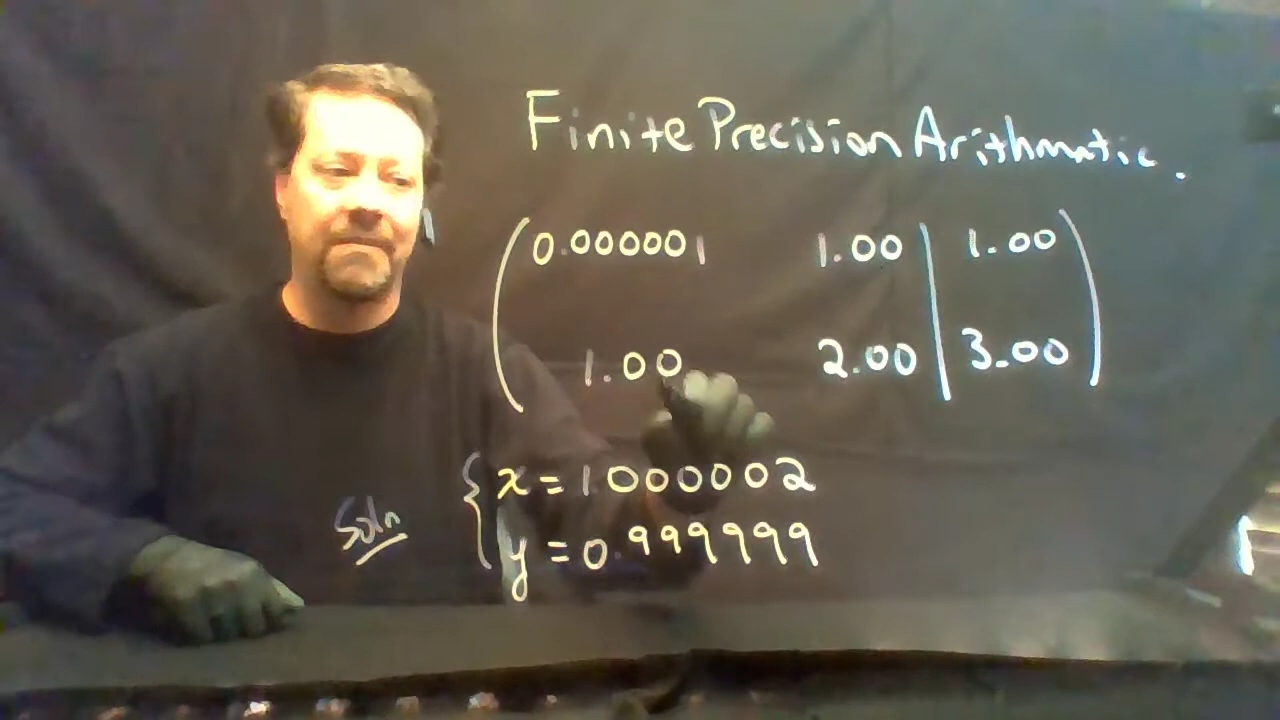 Finite Precision Arithmatic.
0.000001 1.00 | 1.00
1.00 2.00 | 3.00
Soln { x = 1.000002
y = 0.999999